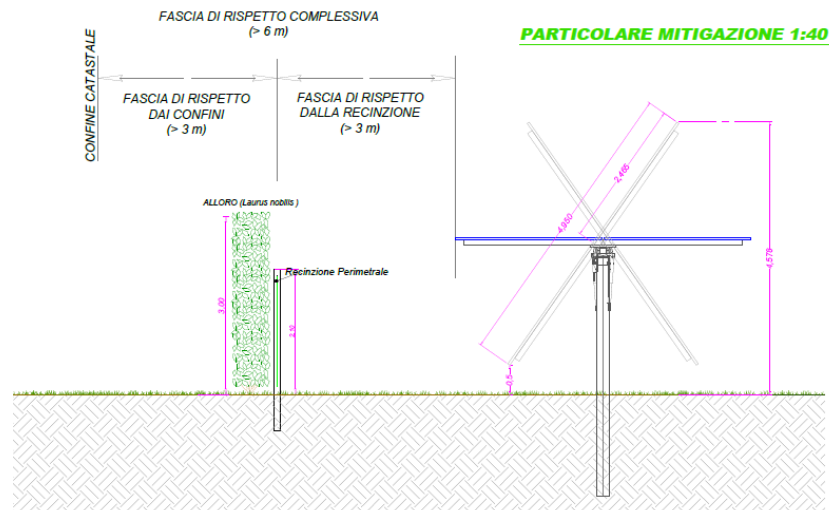 FASCIA DI RISPETTO COMPLESSIVA
(> 6 m)
PARTICOLARE MITIGAZIONE 1:40
CONFINE CATASTALE
FASCIA DI RISPETTO
DAI CONFINI
(> 3 m)
FASCIA DI RISPETTO
DALLA RECINZIONE
(> 3 m)
ALLORO (Laurus nobilis )
Recinzione Perimetrale
3,00
2,10
4,950
2,465
4,578
0,5